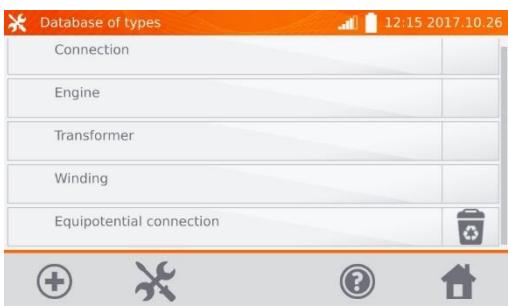 Database of types
12:15 2017.10.26
Connection
Engine
Transformer
Winding
Equipotential connection